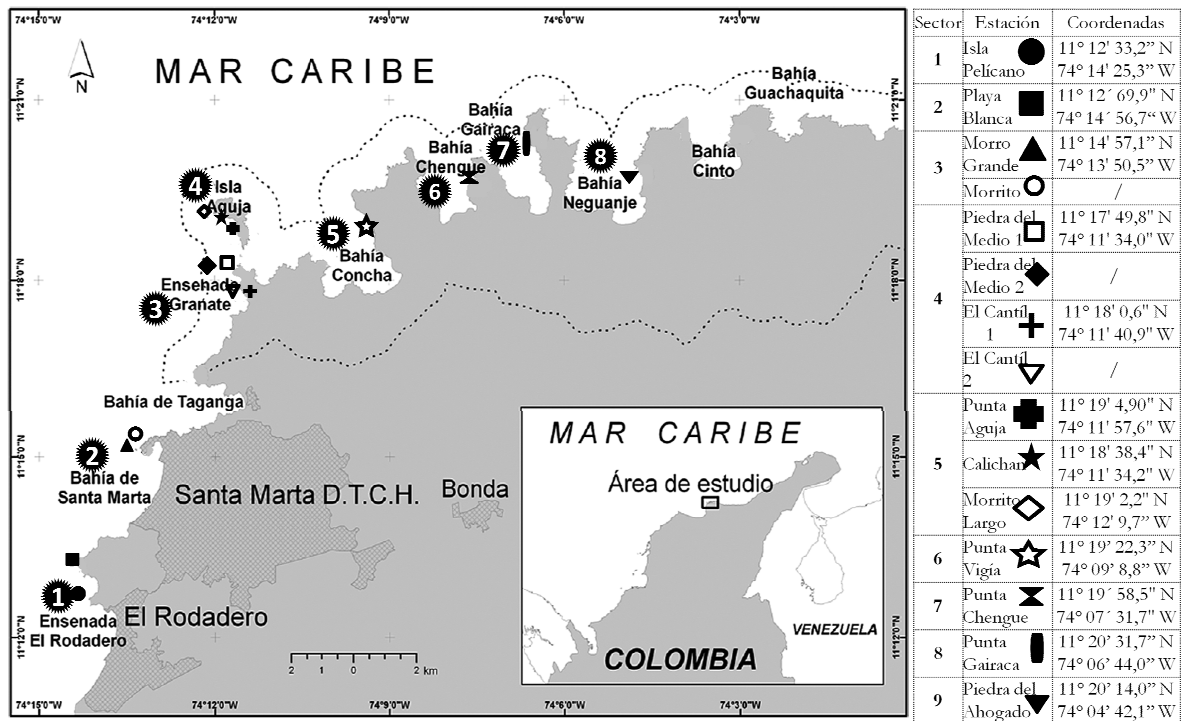 74°15'0"W 74°12'0"W 74°9'0"W 74°6'0"W 74°3'0"W
N
MAR CARIBE
Bahía
Guachaquita
11°21'0"N 11°21'0"N
Bahía
Gairaca
7
Bahía
Chengue
6
8
Bahía
Neguanje
Bahía
Cinto
4
Isla
Aguja
5
Bahía
Concha
11°18'0"N 11°18'0"N
Ensenada
Granate
3
Bahía de Taganga
2
Bahía de
Santa Marta
11°15'0"N 11°15'0"N
Santa Marta D.T.C.H.
Bonda
1
Ensenada
El Rodadero
El Rodadero
11°12'0"N 11°12'0"N
2 1 0 2 km
MAR CARIBE
Área de estudio
VENEZUELA
COLOMBIA
74°15'0"W 74°12'0"W 74°9'0"W 74°6'0"W 74°3'0"W
Sector Estación Coordenadas
1 Isla Pelícano 11° 12' 33,2” N
74° 14' 25,3” W
2 Playa Blanca 11° 12´ 69,9" N
74° 14´ 56,7“ W
3 Morro Grande 11° 14' 57,1” N
74° 13' 50,5” W
Morrito /
4 Piedra del Medio 1 11° 17' 49,8" N
74° 11' 34,0" W
Piedra del Medio 2 /
El Cantíl 1 11° 18' 0,6" N
74° 11' 40,9" W
El Cantíl 2 /
5 Punta Aguja 11° 19' 4,90" N
74° 11' 57,6" W
Calichan 11° 18' 38,4" N
74° 11' 34,2” W
Morrito Largo 11° 19' 2,2" N
74° 12' 9,7” W
6 Punta Vigía 11° 19' 22,3” N
74° 09' 8,8” W
7 Punta Chengue 11° 19´ 58,5" N
74° 07´ 31,7" W
8 Punta Gairaca 11° 20' 31,7" N
74° 06' 44,0” W
9 Piedra del Ahogado 11° 20' 14,0” N
74° 04' 42,1” W